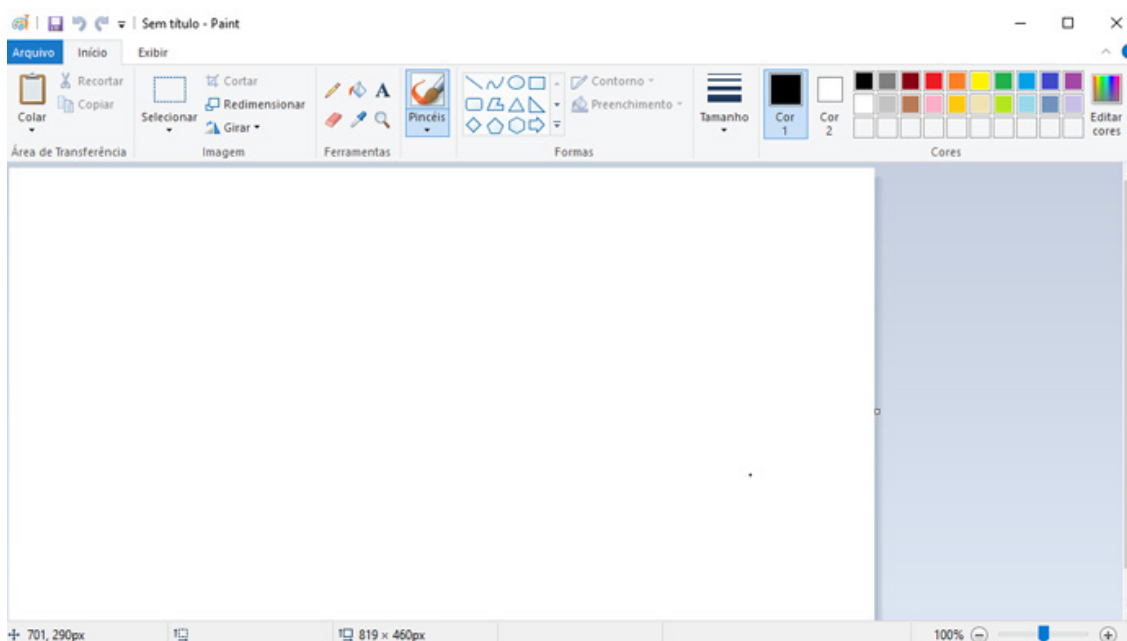 Sem título - Paint
Arquivo Início Exibir
Colar
Recortar
Copiar
Área de Transferência
Selecionar
Cortar
Redimensionar
Girar
Imagem
A
Ferramentas
Pincéis
Contorno
Preenchimento
Formas
Tamanho
Cor
1
Cor
2
Editar
cores
Cores
701, 290px
819 × 460px
100%